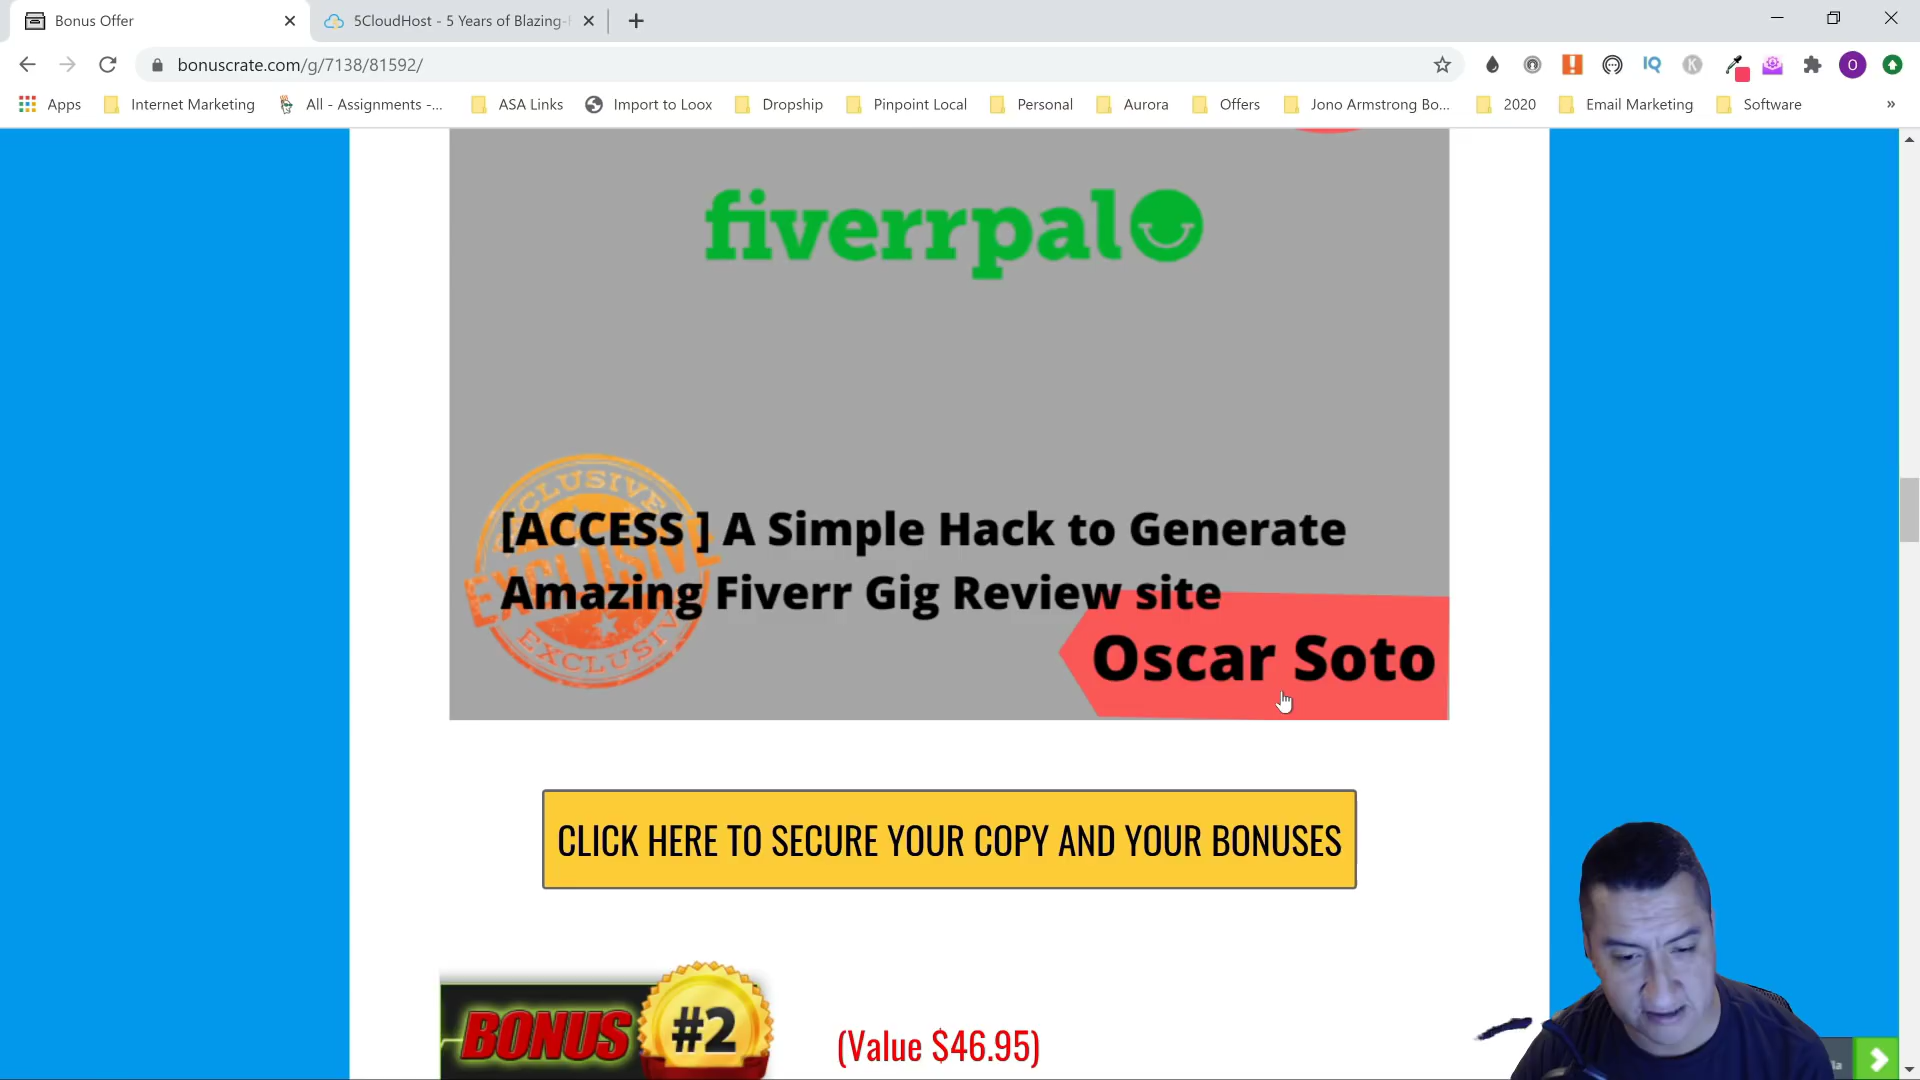 Bonus Offer
5CloudHost - 5 Years of Blazing-
bonuscrate.com/g/7138/81592/
IQ
K
O
Apps
Internet Marketing
All - Assignments -...
ASA Links
Import to Loox
Dropship
Pinpoint Local
Personal
Aurora
Offers
Jono Armstrong Bo...
2020
Email Marketing
Software
»
fiverrpal
EXCLUSIVE
EXCLUSIVE
EXCLUSIVE
[ACCESS ] A Simple Hack to Generate
Amazing Fiverr Gig Review site
Oscar Soto
CLICK HERE TO SECURE YOUR COPY AND YOUR BONUSES
BONUS #2
(Value $46.95)